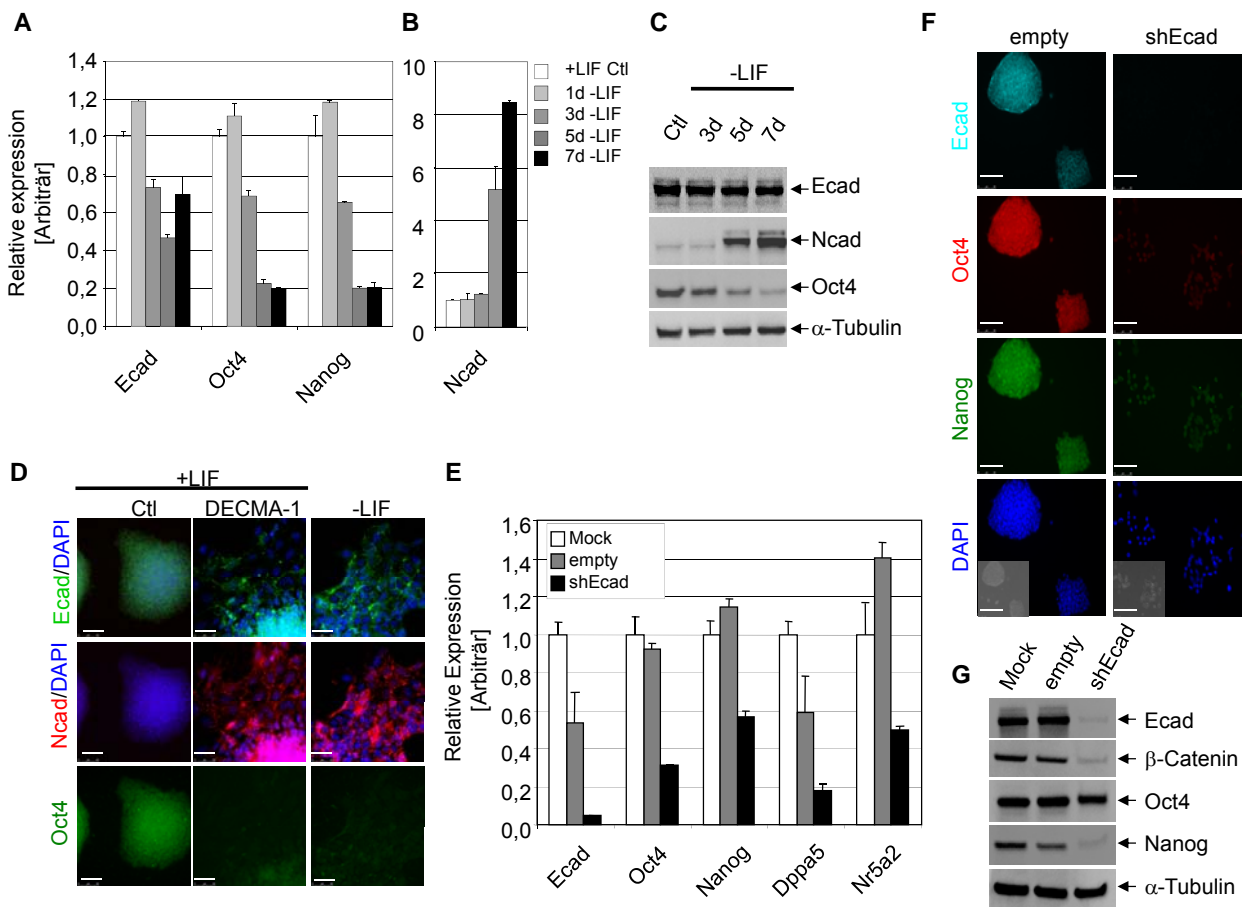 A
Relative expression
[Arbiträr]
1,4
1,2
1,0
0,8
0,6
0,4
0,2
0,0
Ecad
Oct4
Nanog
B
10
8
6
4
2
0
Ncad
+LIF Ctl
1d -LIF
3d -LIF
5d -LIF
7d -LIF
C
-LIF
Ctl
3d
5d
7d
Ecad
Ncad
Oct4
α-Tubulin
D
+LIF
Ctl
DECMA-1
-LIF
Ecad/DAPI
Ncad/DAPI
Oct4
E
Relative Expression
[Arbiträr]
1,6
1,4
1,2
1,0
0,8
0,6
0,4
0,2
0,0
Mock
empty
shEcad
Ecad
Oct4
Nanog
Dppa5
Nr5a2
F
empty
shEcad
Ecad
Oct4
Nanog
DAPI
G
Mock
empty
shEcad
Ecad
β-Catenin
Oct4
Nanog
α-Tubulin